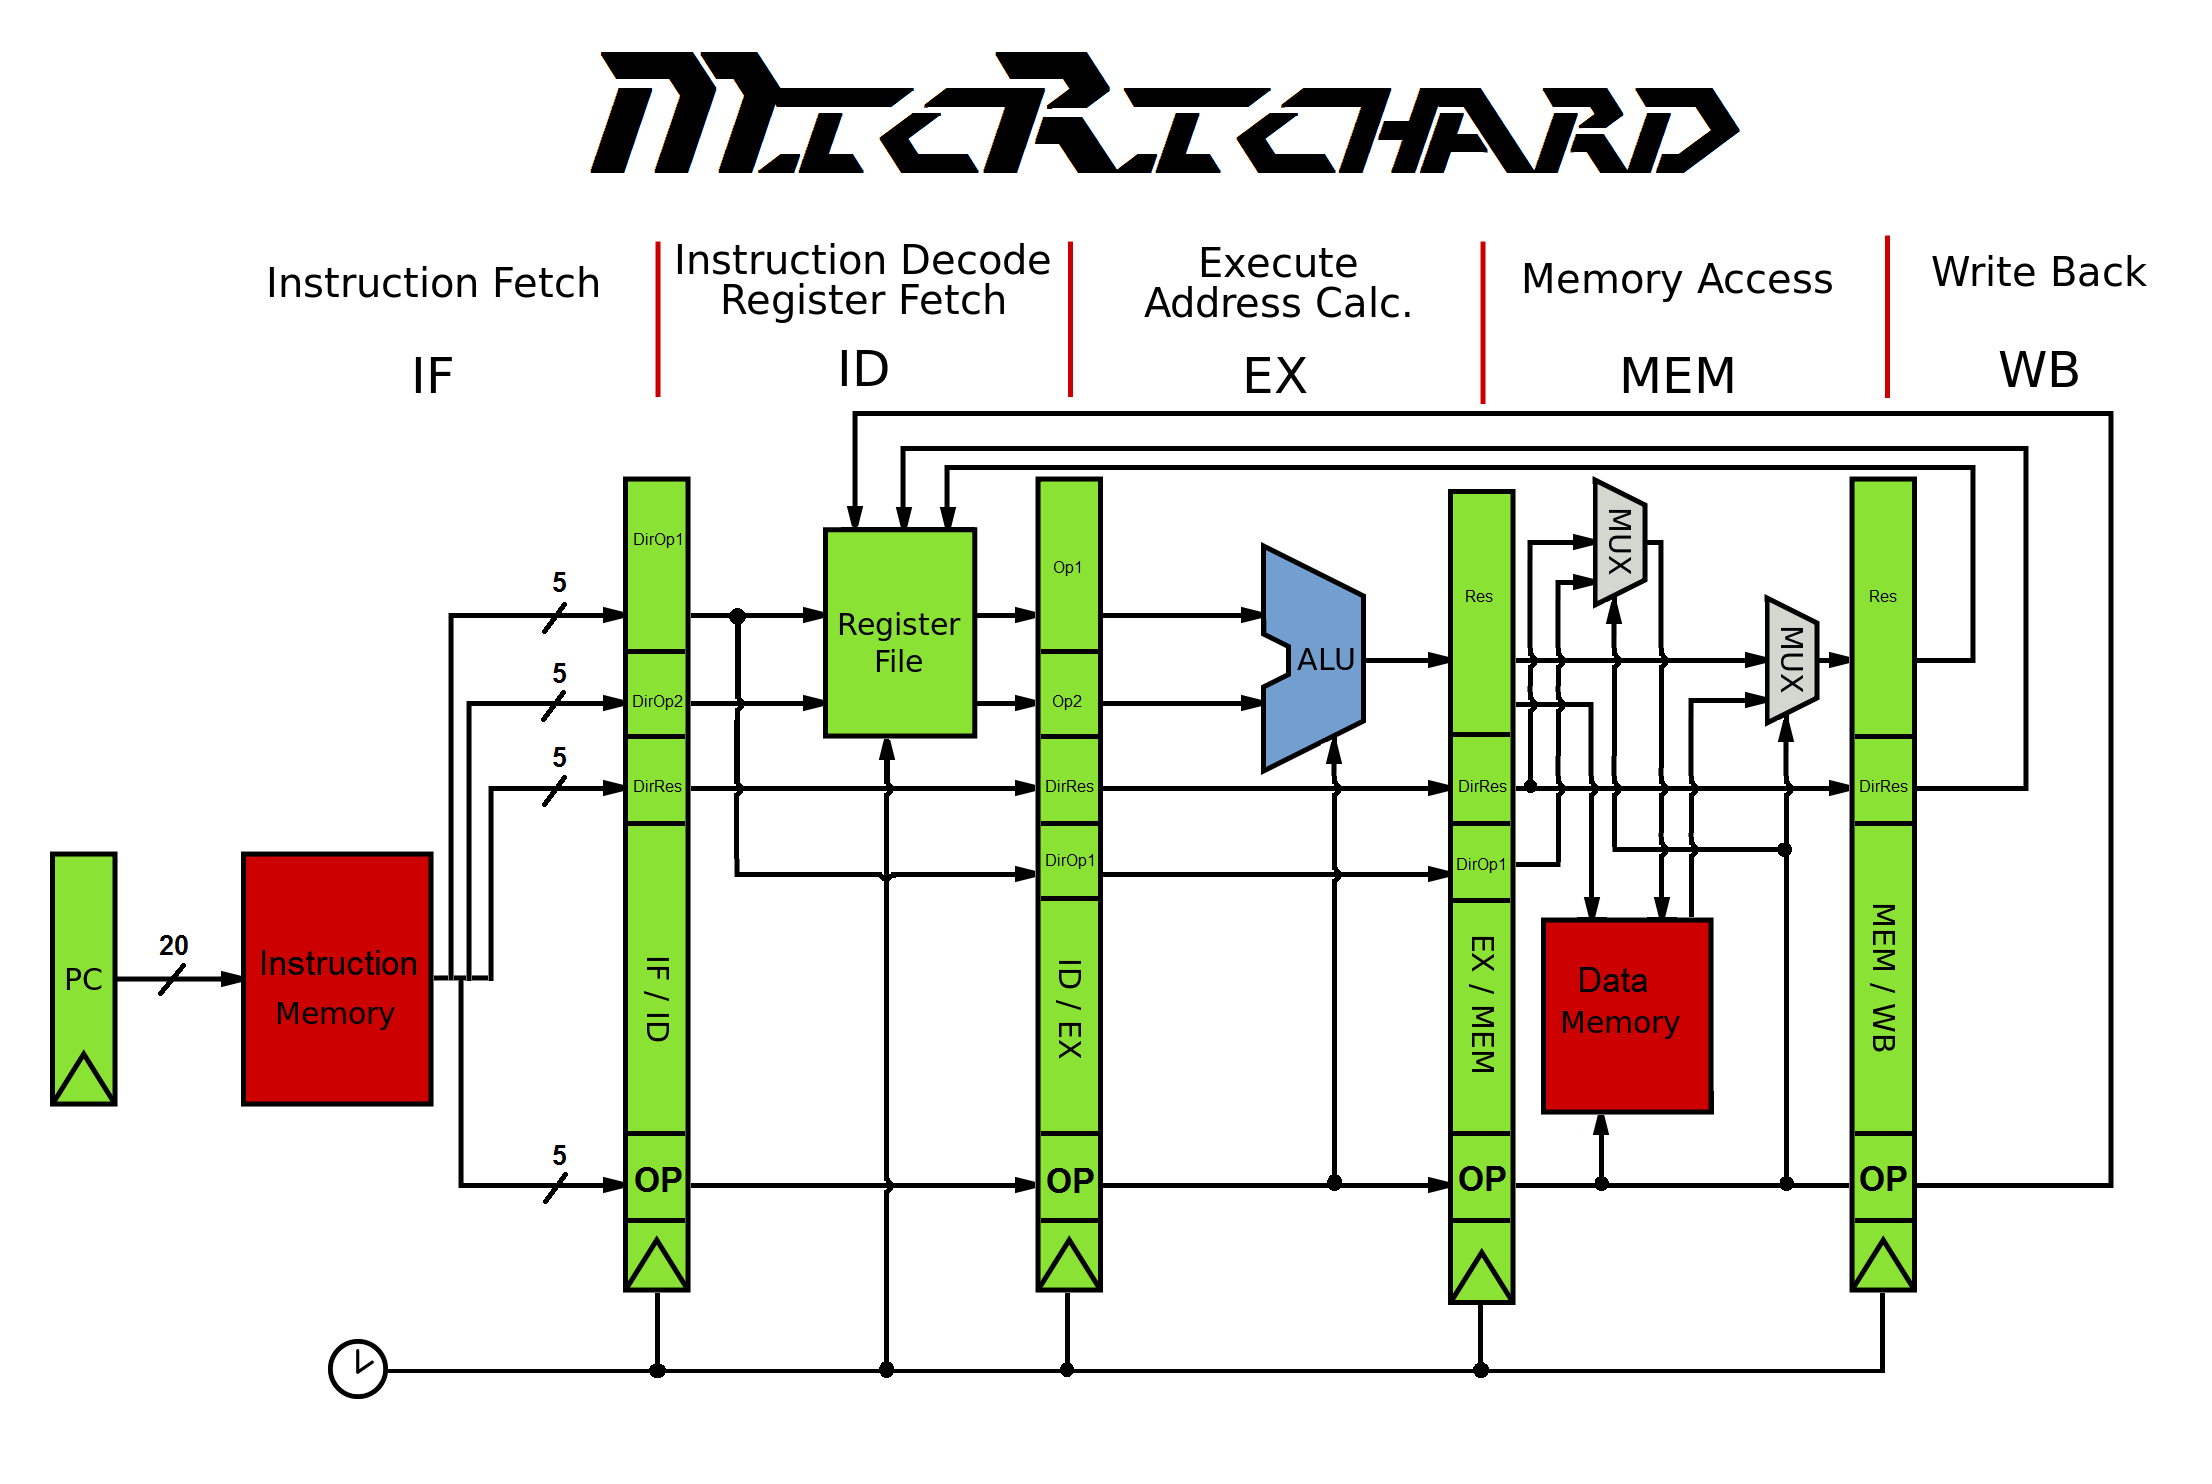 MicRichard
Instruction Fetch
IF
Instruction Decode
Register Fetch
ID
Execute
Address Calc.
EX
Memory Access
MEM
Write Back
WB
PC
20
Instruction
Memory
5
5
5
5
DirOp1
DirOp2
DirRes
IF / ID
OP
Register
File
Op1
Op2
DirRes
DirOp1
ID / EX
OP
ALU
Res
DirRes
DirOp1
EX / MEM
OP
MUX
MUX
Data
Memory
Res
DirRes
MEM / WB
OP